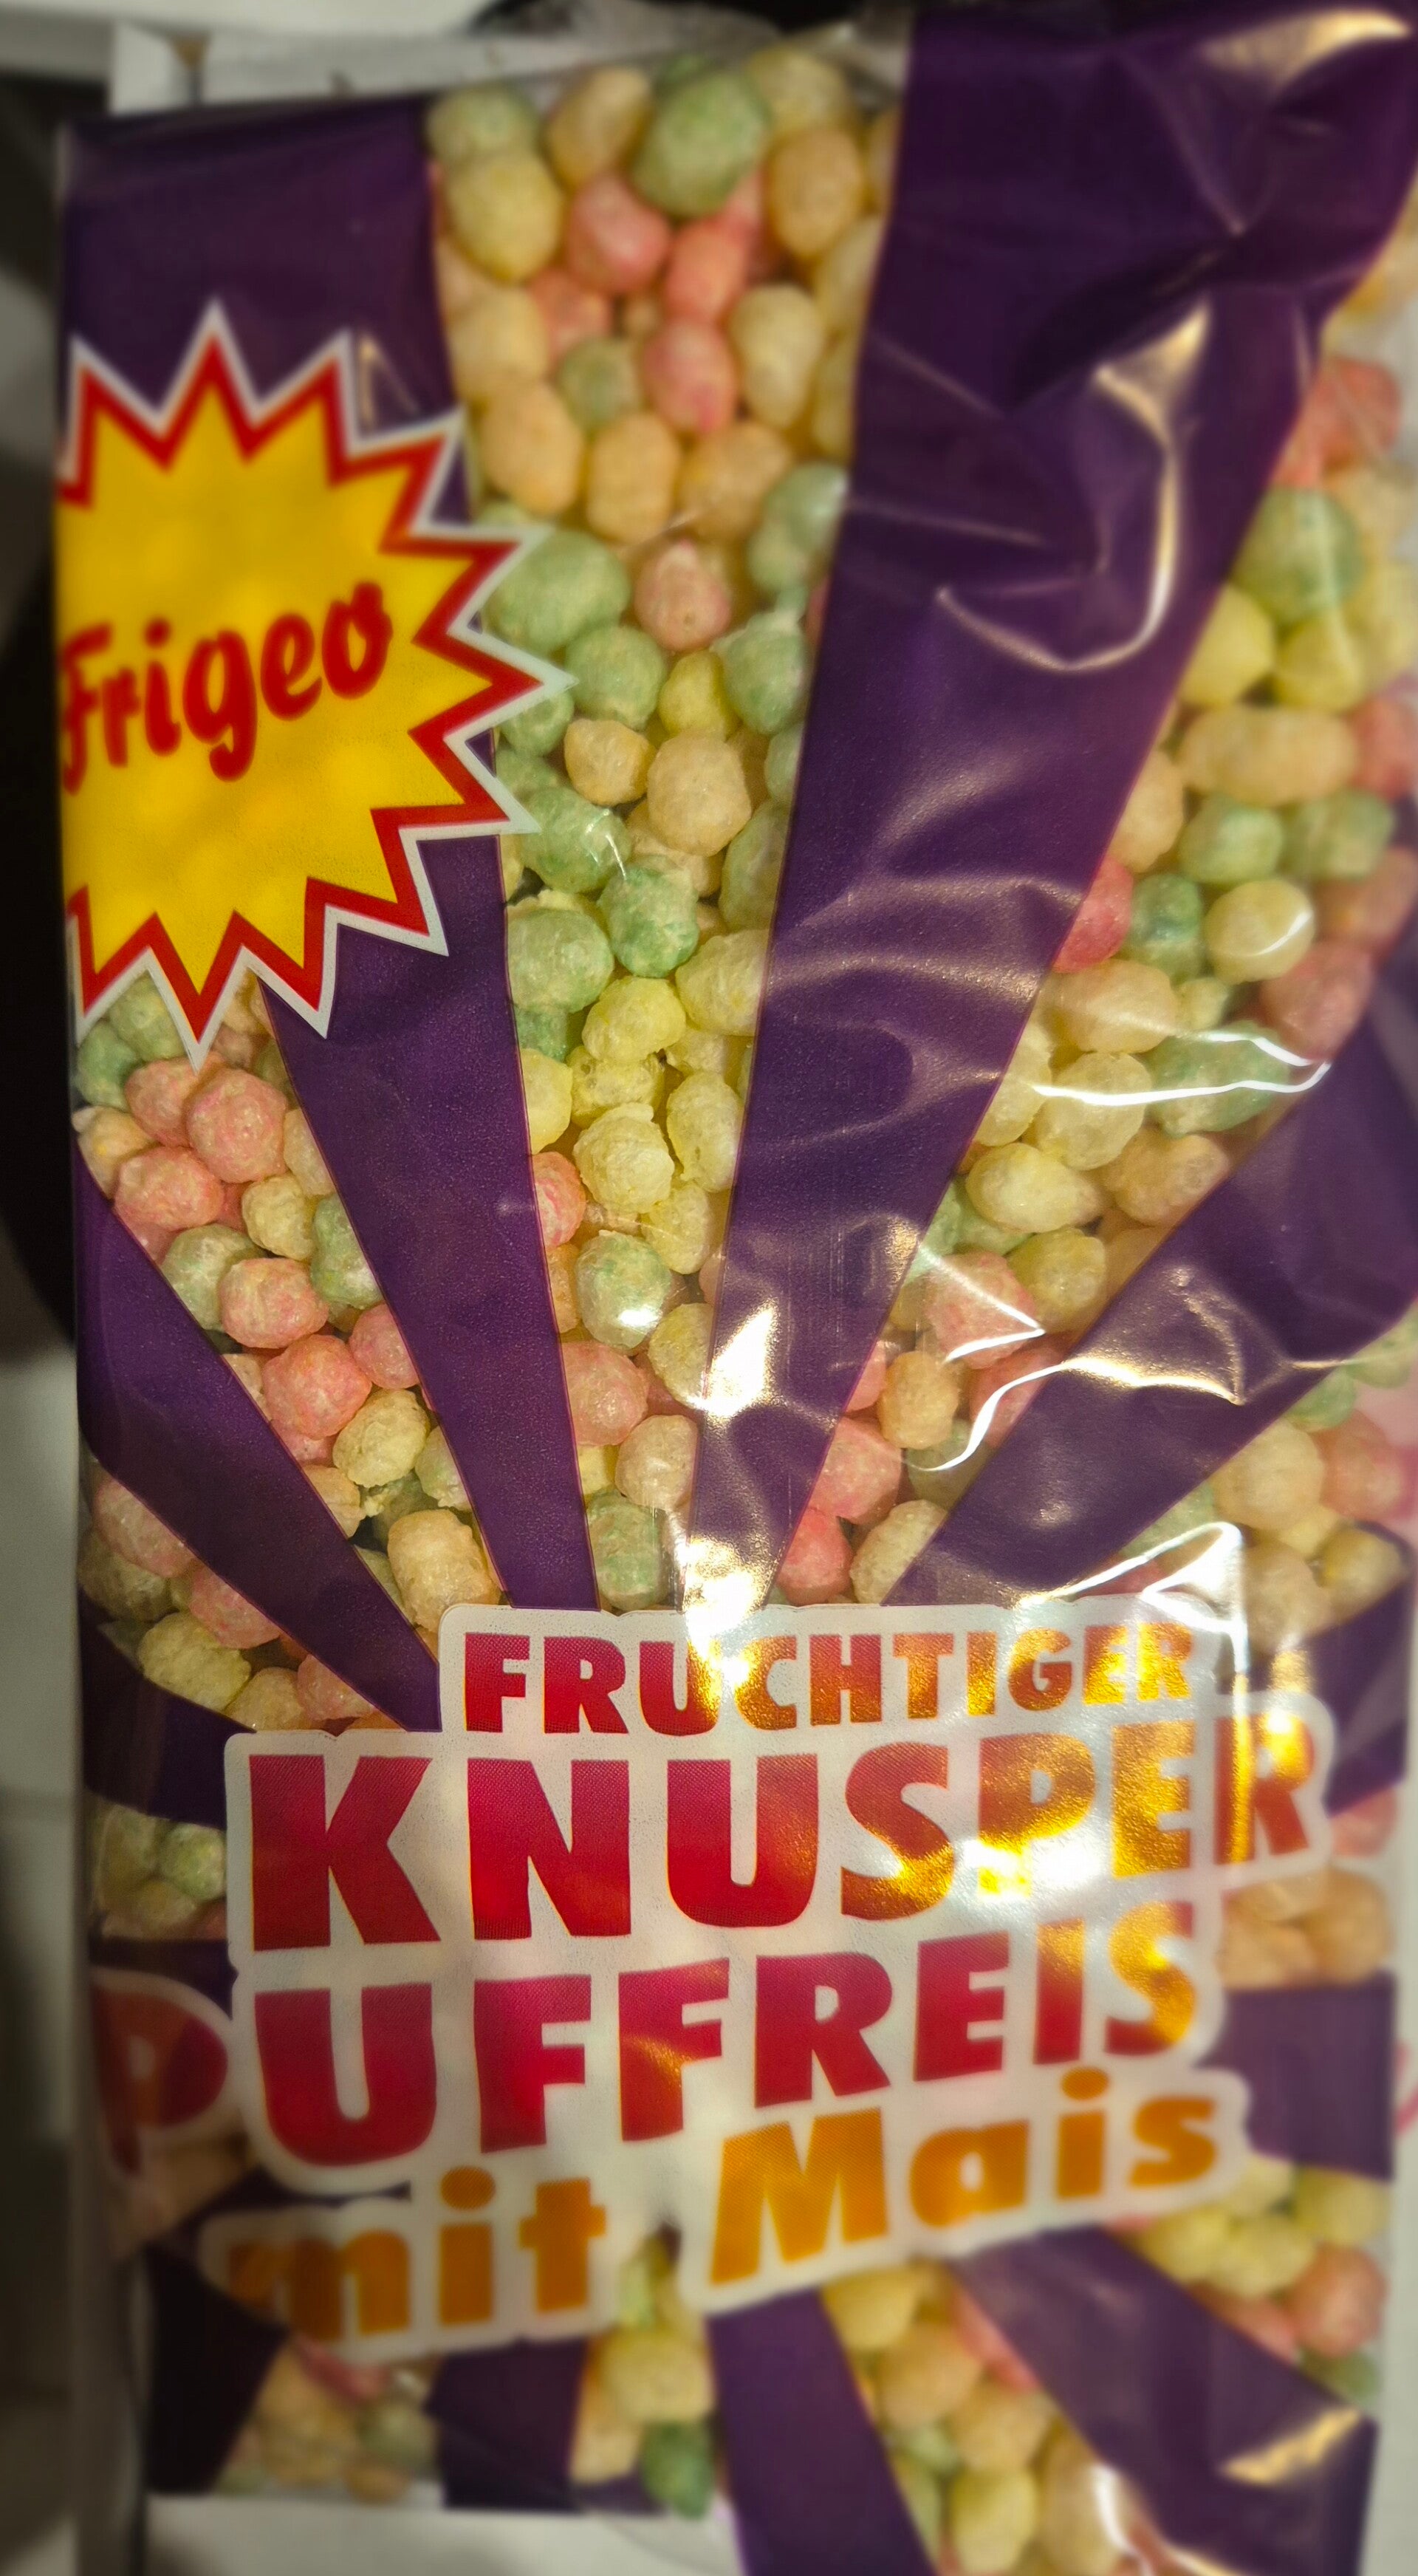 Frigeo
FRUCHTIGER
KNUSPER
PUFFREIS
mit Mais